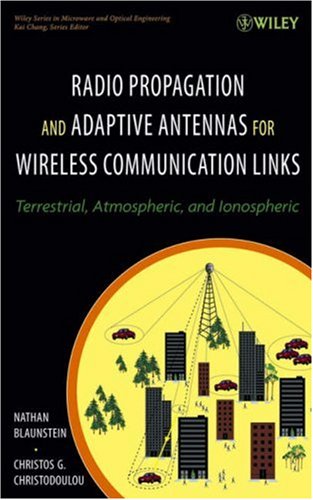 Wiley Series in Microwave and Optical Engineering
Kai Chang, Series Editor
WILEY
RADIO PROPAGATION
AND ADAPTIVE ANTENNAS FOR
WIRELESS COMMUNICATION LINKS
Terrestrial, Atmospheric, and Ionospheric
NATHAN
BLAUNSTEIN
CHRISTOS G.
CHRISTODOULOU